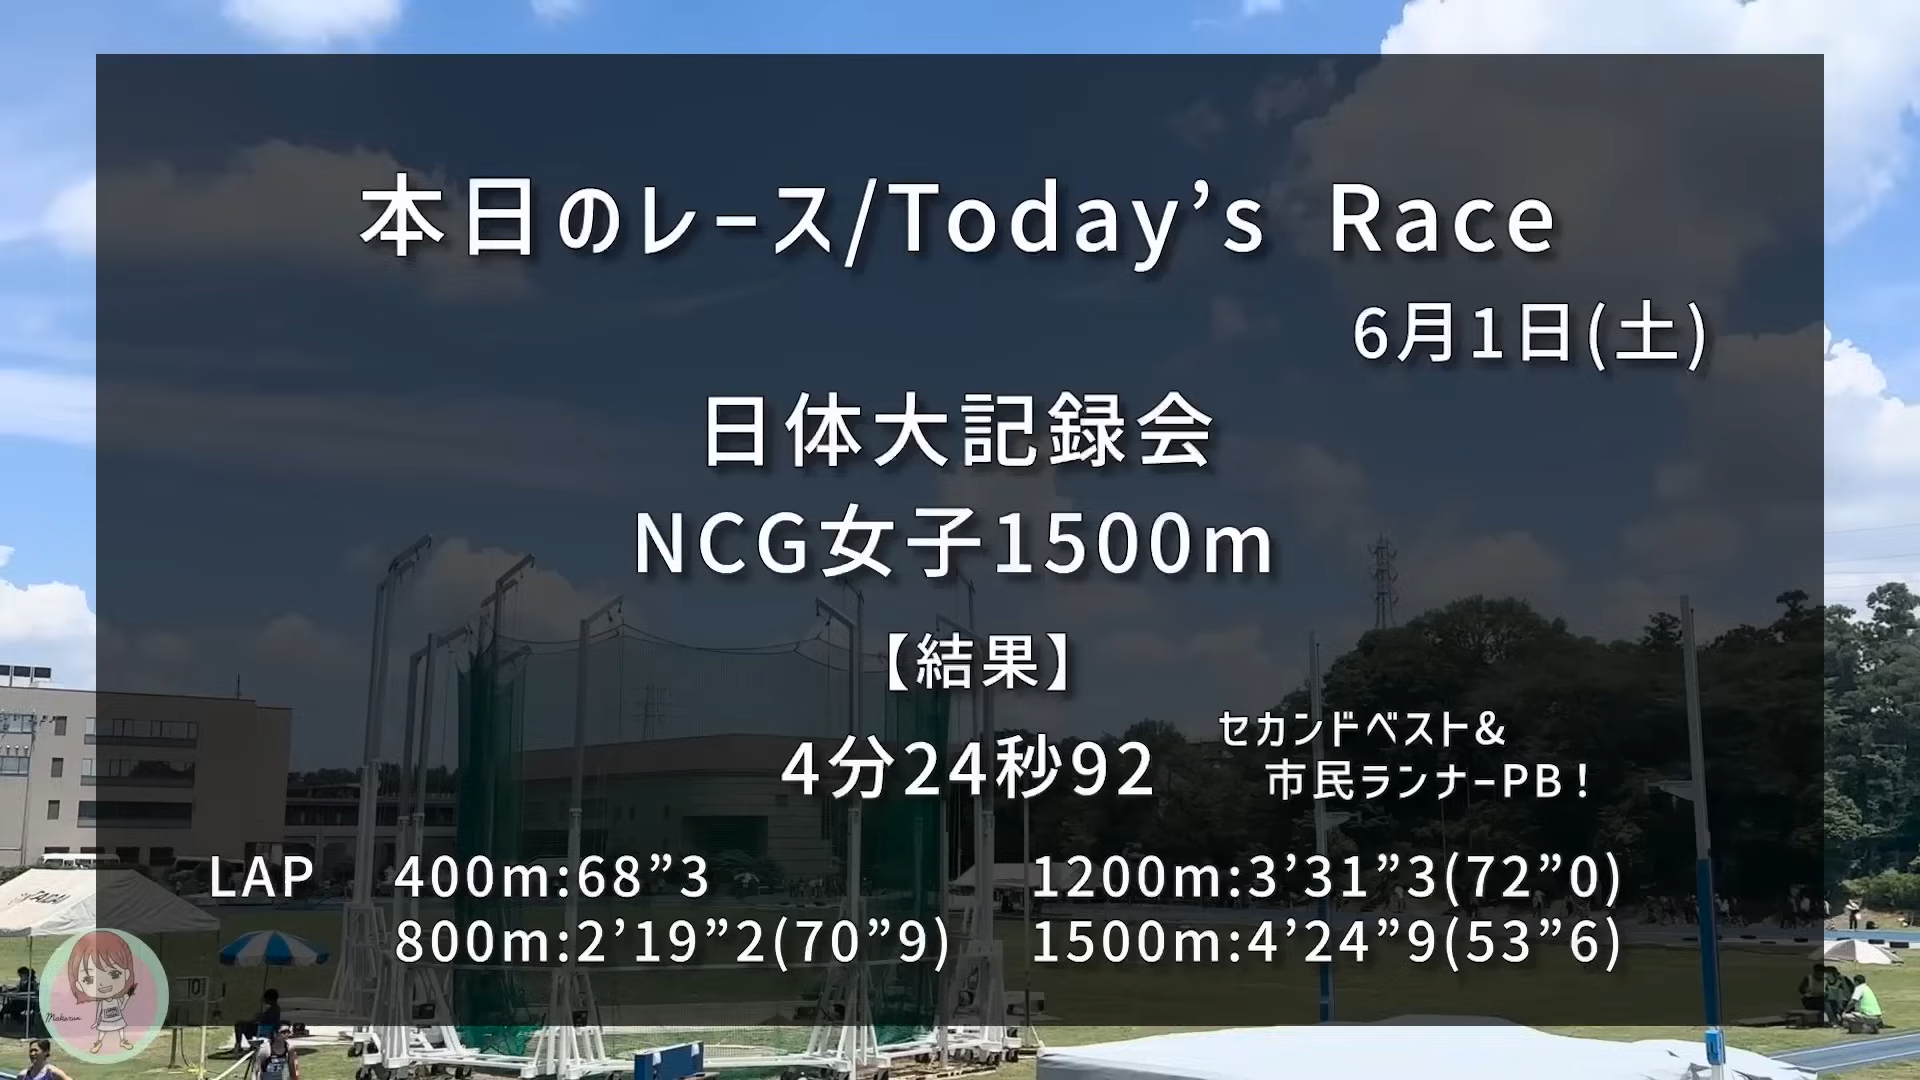 本日のレース/Today’s Race
6月1日(土)
日体大記録会
NCG女子1500m
【結果】
4分24秒92
セカンドベスト&
市民ランナーPB！
LAP 400m:68”3 1200m:3’31”3(72”0)
800m:2’19”2(70”9) 1500m:4’24”9(53”6)
Makorun